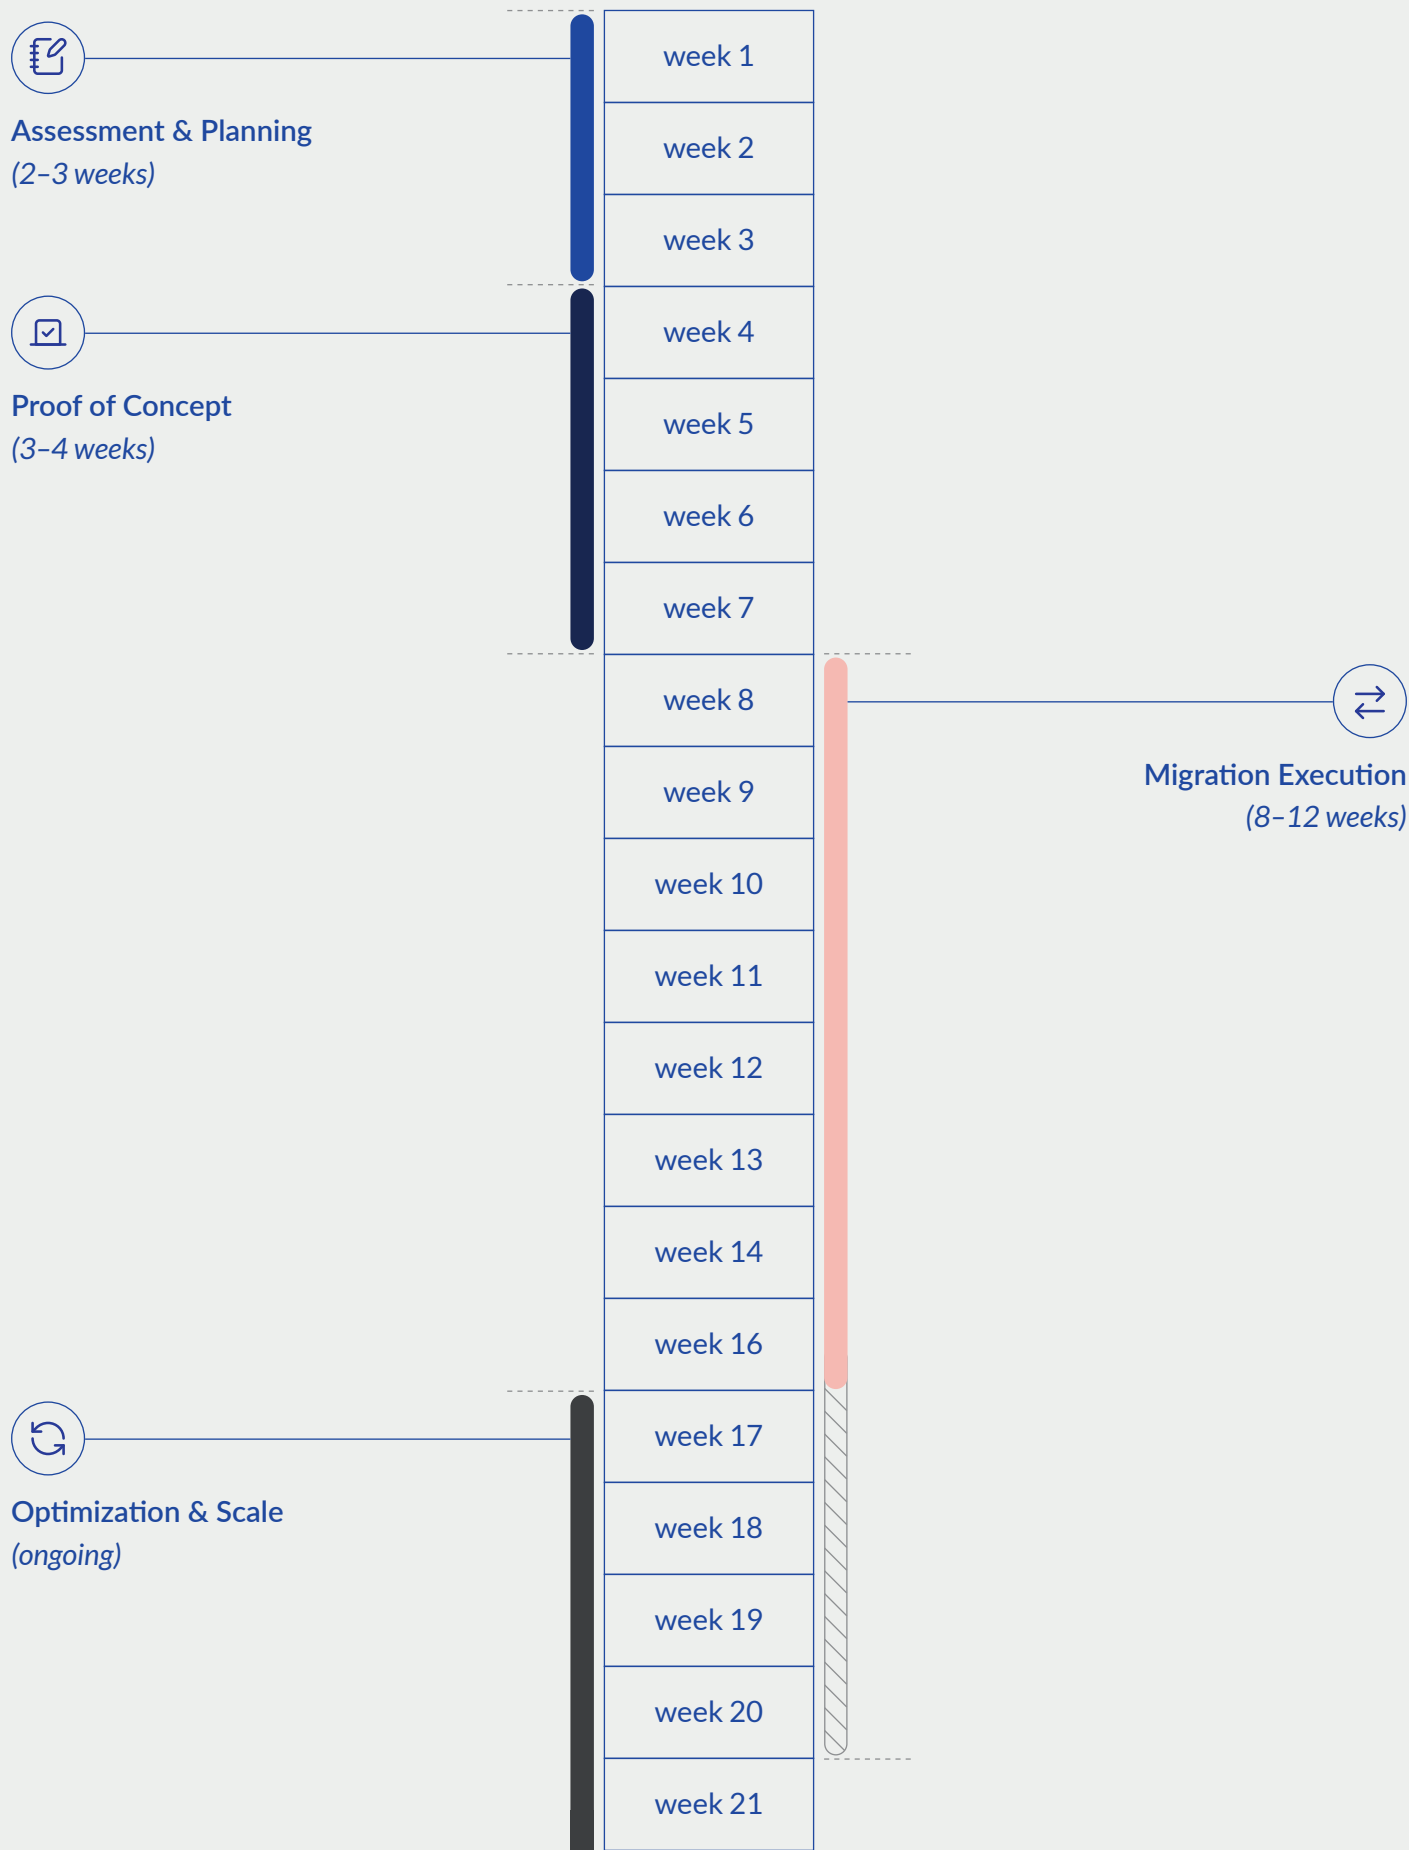 week 1
Assessment & Planning
(2–3 weeks)
week 2
week 3
week 4
Proof of Concept
(3–4 weeks)
week 5
week 6
week 7
week 8
Migration Execution
(8–12 weeks)
week 9
week 10
week 11
week 12
week 13
week 14
week 16
week 17
Optimization & Scale
(ongoing)
week 18
week 19
week 20
week 21